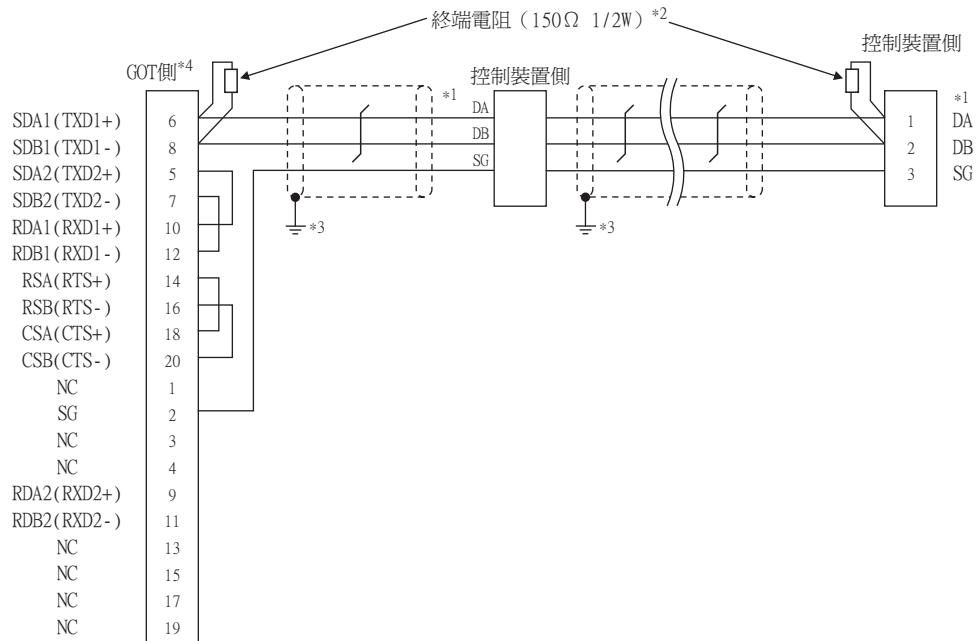 終端電阻（150Ω 1/2W）*2
控制裝置側
GOT側*4
控制裝置側
*1
*1
SDA1(TXD1+) 6 DA 1 DA
SDB1(TXD1-) 8 DB 2 DB
SDA2(TXD2+) 5 SG 3 SG
SDB2(TXD2-) 7
RDA1(RXD1+) 10 *3 *3
RDB1(RXD1-) 12
RSA(RTS+) 14
RSB(RTS-) 16
CSA(CTS+) 18
CSB(CTS-) 20
NC 1
SG 2
NC 3
NC 4
RDA2(RXD2+) 9
RDB2(RXD2-) 11
NC 13
NC 15
NC 17
NC 19